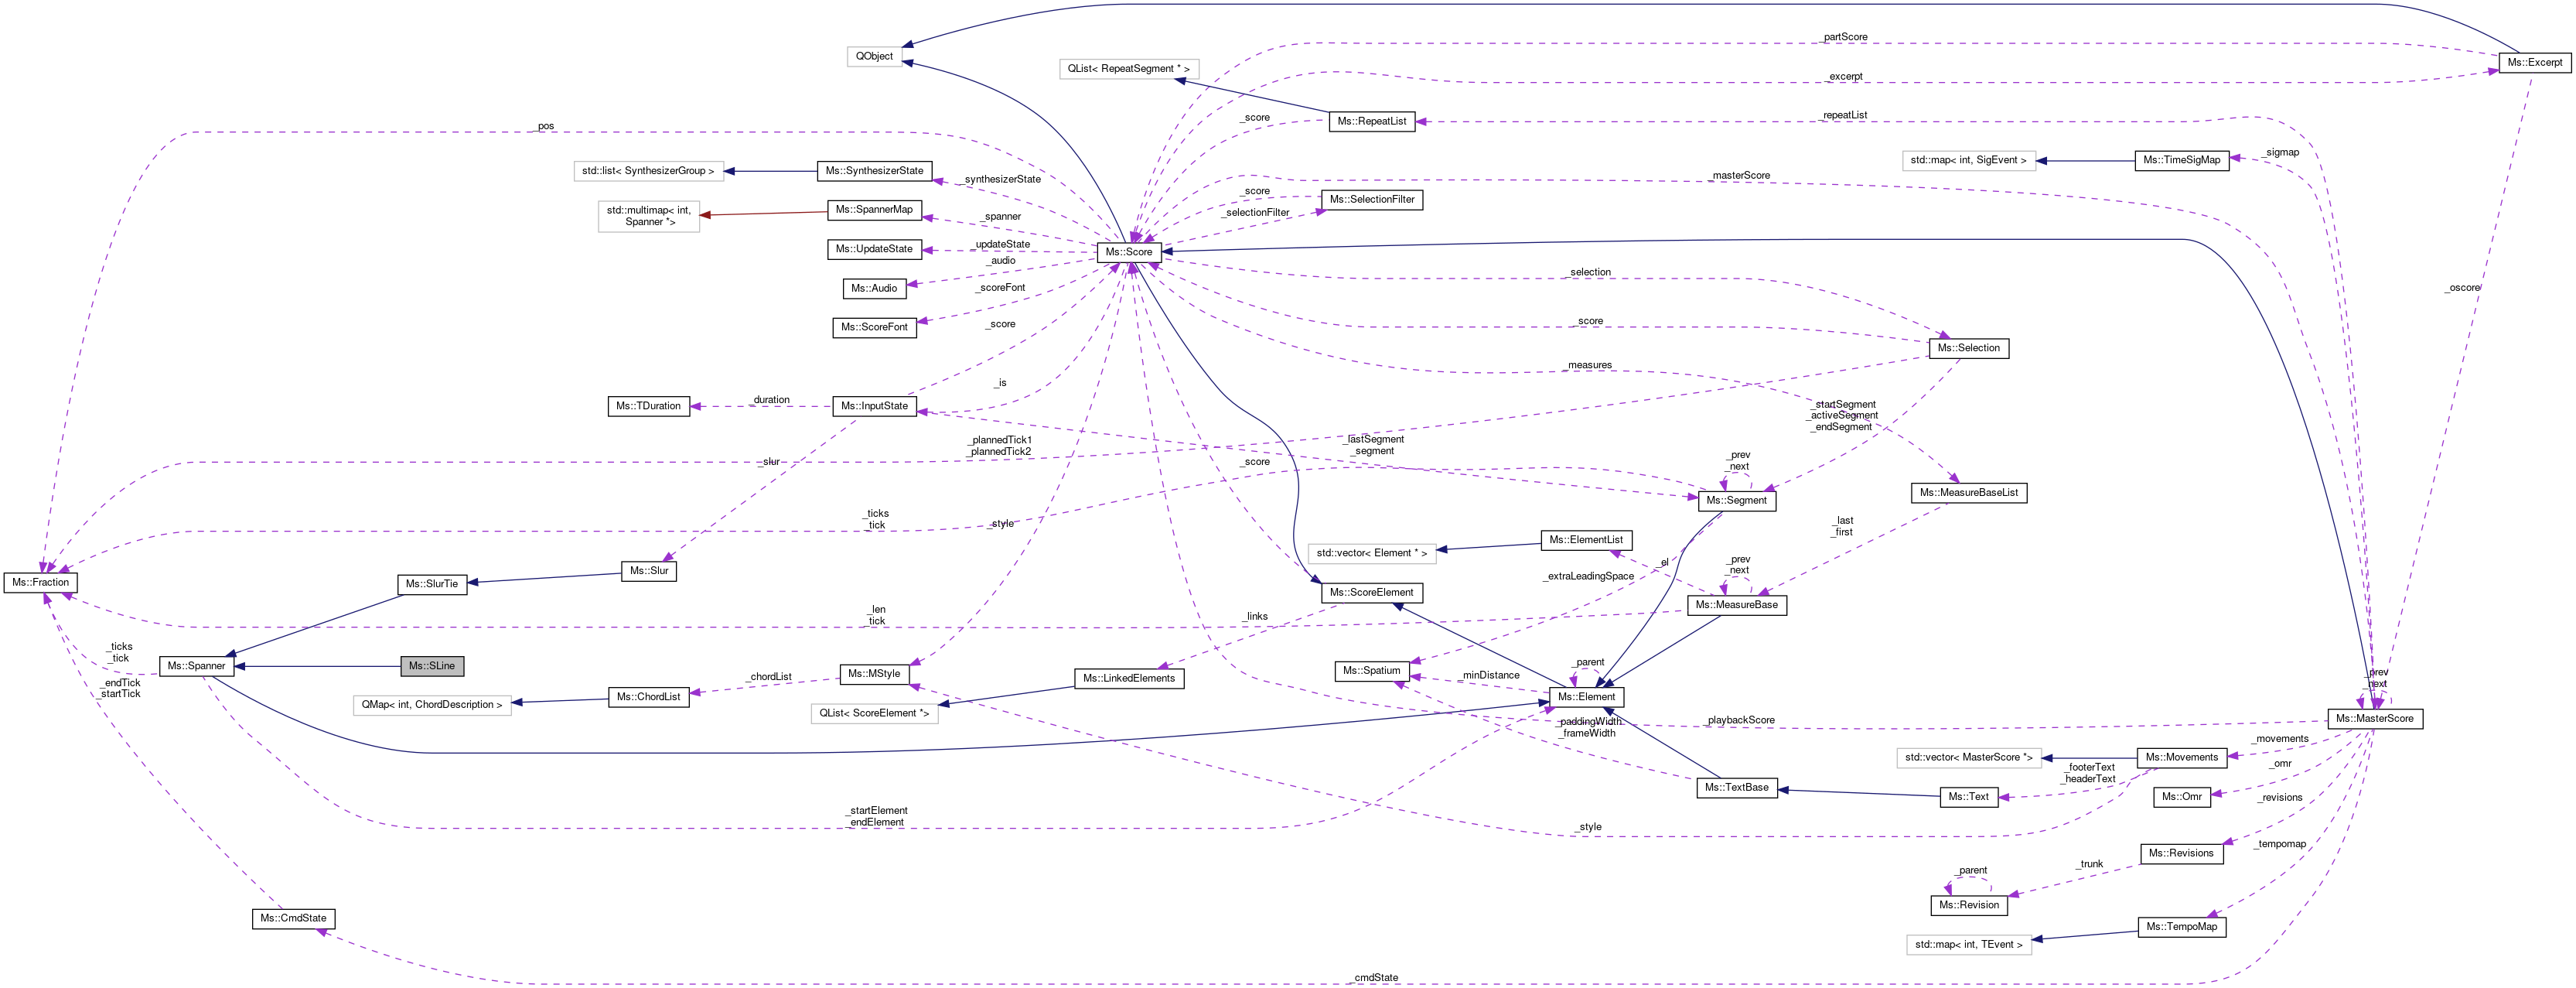 _partScore
QObject
Ms::Excerpt
QList< RepeatSegment * >
_excerpt
_repeatList
_score
Ms::RepeatList
_pos
_sigmap
std::map< int, SigEvent >
Ms::TimeSigMap
std::list< SynthesizerGroup >
Ms::SynthesizerState
_synthesizerState
_masterScore
_score
Ms::SelectionFilter
std::multimap< int,
Spanner *>
Ms::SpannerMap
_spanner
_selectionFilter
Ms::UpdateState
_updateState
Ms::Score
_audio
_selection
Ms::Audio
_scoreFont
_oscore
Ms::ScoreFont
_score
_score
Ms::Selection
_measures
_is
Ms::TDuration
_duration
Ms::InputState
_startSegment
_activeSegment
_endSegment
_plannedTick1
_plannedTick2
_lastSegment
_segment
_slur
_score
_prev
_next
Ms::Segment
Ms::MeasureBaseList
_ticks
_tick
_style
_last
_first
Ms::ElementList
std::vector< Element * >
_el
_prev
_next
Ms::Slur
Ms::Fraction
Ms::SlurTie
_extraLeadingSpace
Ms::ScoreElement
Ms::MeasureBase
_len
_tick
_links
_ticks
_tick
Ms::Spanner
Ms::SLine
_parent
Ms::Spatium
Ms::MStyle
Ms::LinkedElements
_chordList
_minDistance
_prev
_next
_endTick
_startTick
QMap< int, ChordDescription >
Ms::ChordList
Ms::Element
QList< ScoreElement *>
_paddingWidth
_frameWidth
_playbackScore
Ms::MasterScore
_movements
std::vector< MasterScore *>
Ms::Movements
_omr
_footerText
_headerText
Ms::TextBase
Ms::Text
Ms::Omr
_revisions
_startElement
_endElement
_style
_tempomap
Ms::Revisions
_trunk
_parent
Ms::Revision
Ms::CmdState
Ms::TempoMap
std::map< int, TEvent >
_cmdState